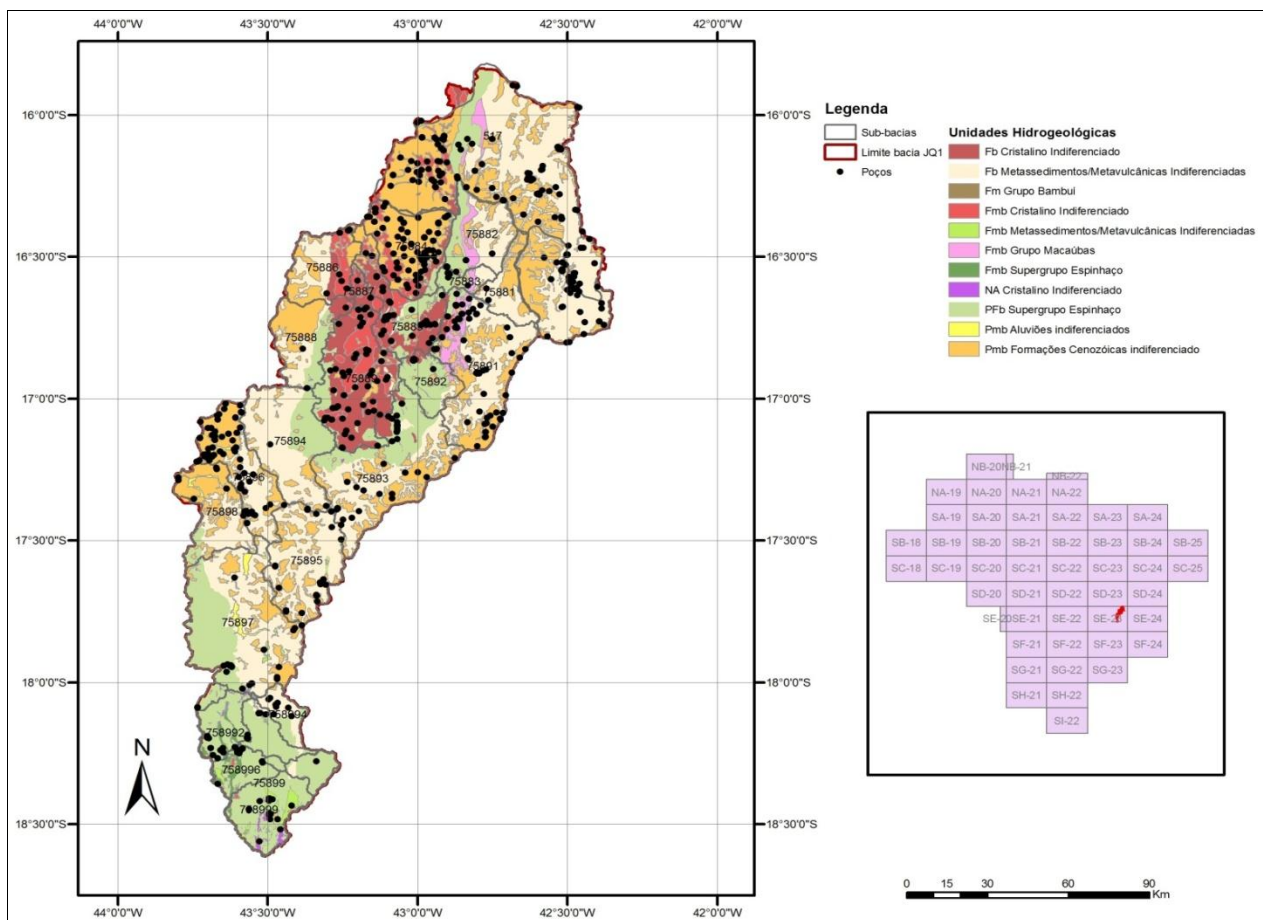 44°0'0"W 43°30'0"W 43°0'0"W 42°30'0"W 42°0'0"W
16°0'0"S
16°30'0"S
17°0'0"S
17°30'0"S
18°0'0"S
18°30'0"S
517
75882
75884
75886
75887
75883
75881
75888
75892
75891
75894
75893
75898
75895
75897
758992
758996
75899
N
44°0'0"W 43°30'0"W 43°0'0"W 42°30'0"W 42°0'0"W
16°0'0"S
16°30'0"S
17°0'0"S
17°30'0"S
18°0'0"S
18°30'0"S
Legenda
Sub-bacias
Limite bacia JQ1
Poços
Unidades Hidrogeológicas
Fb Cristalino Indiferenciado
Fb Metassedimentos/Metavulcânicas Indiferenciadas
Fm Grupo Bambuí
Fmb Cristalino Indiferenciado
Fmb Metassedimentos/Metavulcânicas Indiferenciadas
Fmb Grupo Macaúbas
Fmb Supergrupo Espinhaço
NA Cristalino Indiferenciado
PFb Supergrupo Espinhaço
Pmb Aluviões indiferenciados
Pmb Formações Cenozóicas indiferenciado
NB-20 NB-21
NB-22
NA-19 NA-20 NA-21 NA-22
SA-19 SA-20 SA-21 SA-22 SA-23 SA-24
SB-18 SB-19 SB-20 SB-21 SB-22 SB-23 SB-24 SB-25
SC-18 SC-19 SC-20 SC-21 SC-22 SC-23 SC-24 SC-25
SD-20 SD-21 SD-22 SD-23 SD-24
SE-20 SE-21 SE-22 SE-23 SE-24
SF-21 SF-22 SF-23 SF-24
SG-21 SG-22 SG-23
SH-21 SH-22
SI-22
0 15 30 60 90
Km